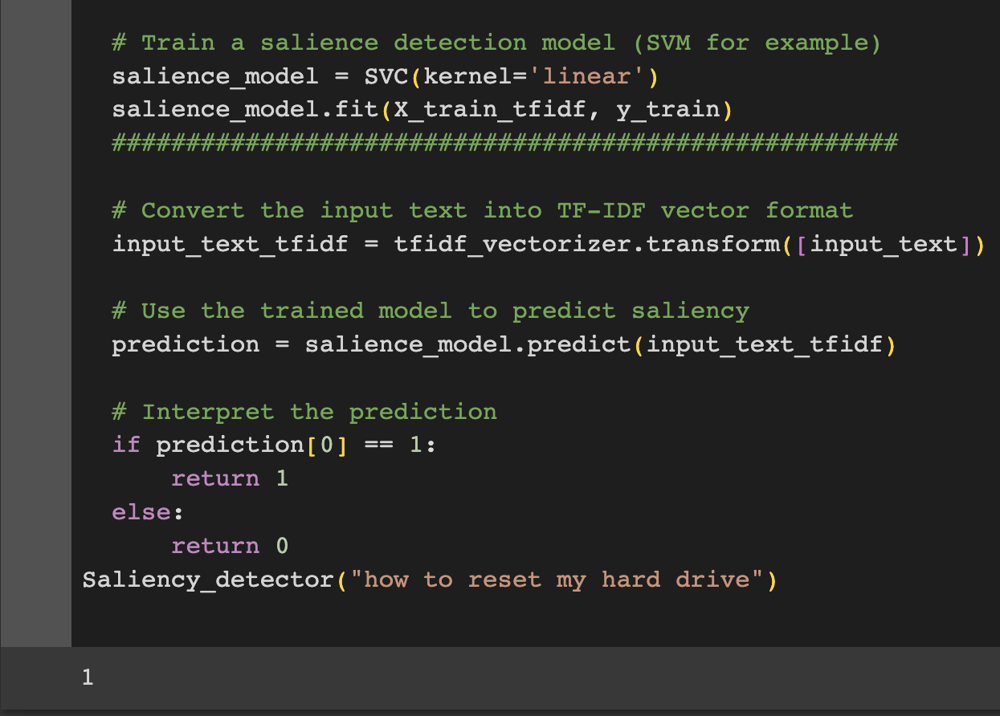 # Train a salience detection model (SVM for example)
salience_model = SVC(kernel='linear')
salience_model.fit(X_train_tfidf, y_train)
#####################################################
# Convert the input text into TF-IDF vector format
input_text_tfidf = tfidf_vectorizer.transform([input_text])
# Use the trained model to predict saliency
prediction = salience_model.predict(input_text_tfidf)
# Interpret the prediction
if prediction[0] == 1:
return 1
else:
return 0
Saliency_detector("how to reset my hard drive")
1